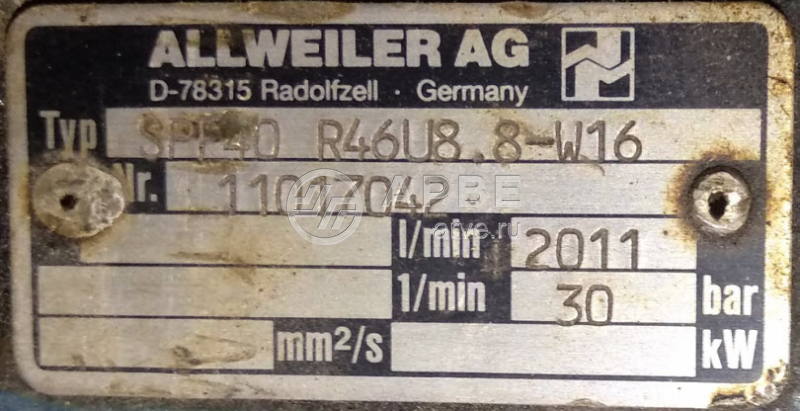 ALLWEILER AG
D-78315 Radolfzell · Germany
Typ SPF40 R46U8.8-W16
Nr. 11017042
АРВЕ
arve.ru
l/min 2011
1/min 30 bar
mm²/s kW